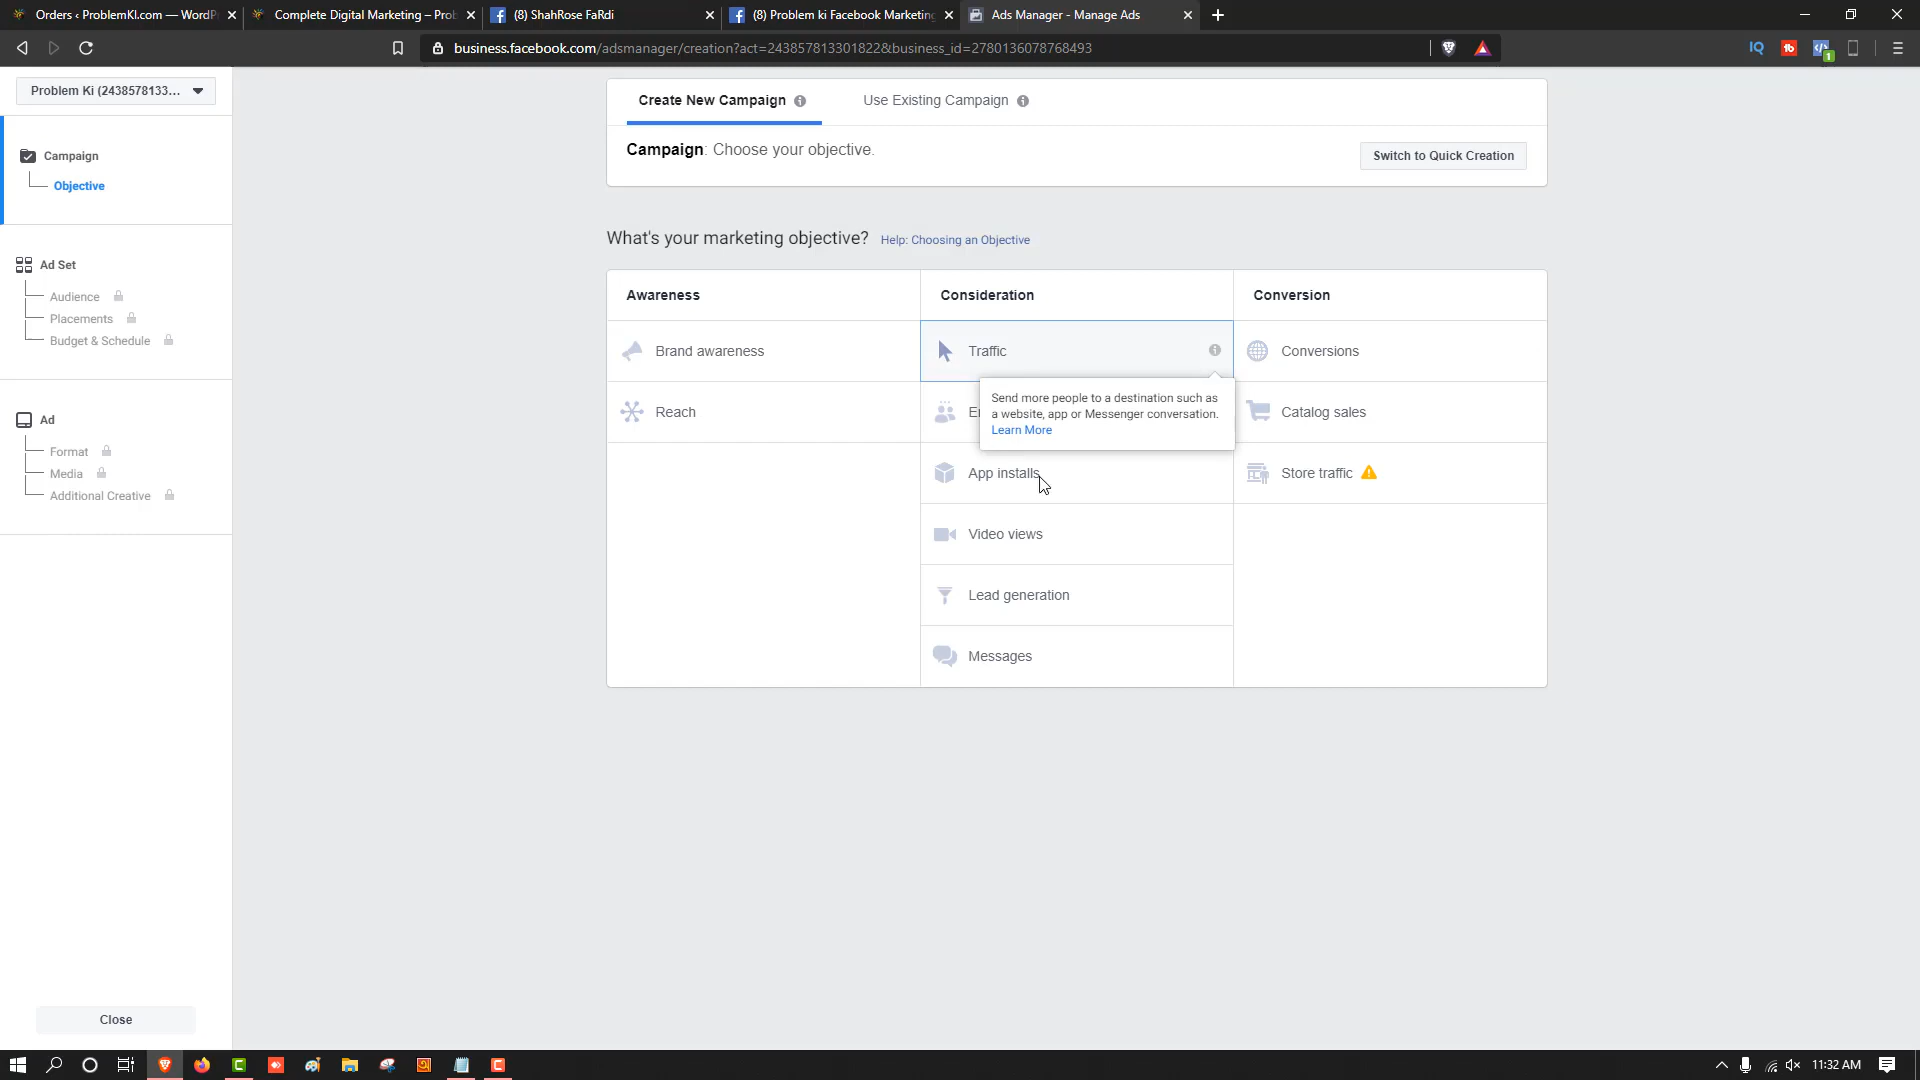 Orders ‹ ProblemKI.com — WordP
Complete Digital Marketing – Prob
(8) ShahRose FaRdi
(8) Problem ki Facebook Marketing
Ads Manager - Manage Ads
business.facebook.com/adsmanager/creation?act=243857813301822&business_id=2780136078768493
IQ
1
Problem Ki (2438578133...
Create New Campaign
Use Existing Campaign
Campaign: Choose your objective.
Switch to Quick Creation
Campaign
Objective
Ad Set
Audience
Placements
Budget & Schedule
Ad
Format
Media
Additional Creative
Close
What's your marketing objective?
Help: Choosing an Objective
Awareness
Consideration
Conversion
Brand awareness
Traffic
Conversions
Reach
Send more people to a destination such as
a website, app or Messenger conversation.
Learn More
Catalog sales
App installs
Store traffic
Video views
Lead generation
Messages
11:32 AM